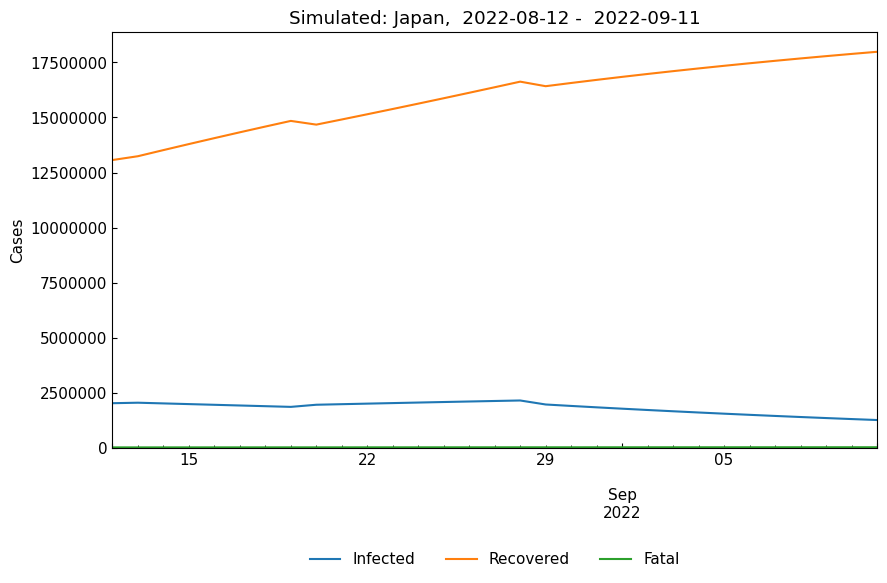 Simulated: Japan,  2022-08-12 -  2022-09-11
Cases
17500000
15000000
12500000
10000000
7500000
5000000
2500000
0
15 22 29 05
Sep
2022
Infected Recovered Fatal